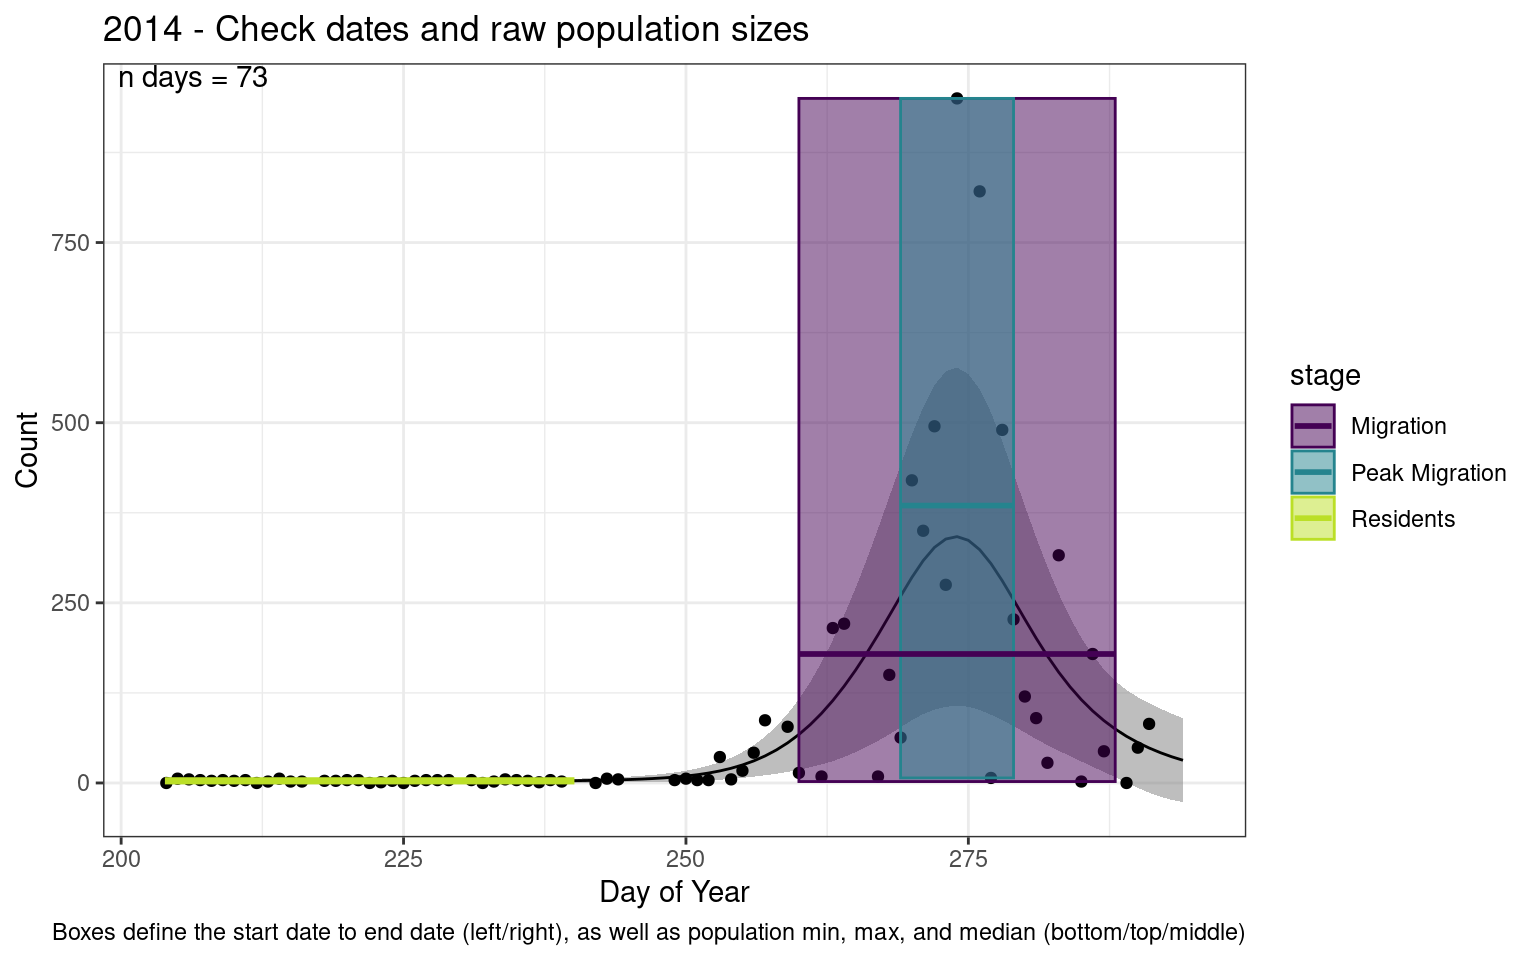 2014 - Check dates and raw population sizes
n days = 73
750
500
250
0
Count
200
225
250
275
Day of Year
stage
Migration
Peak Migration
Residents
Boxes define the start date to end date (left/right), as well as population min, max, and median (bottom/top/middle)